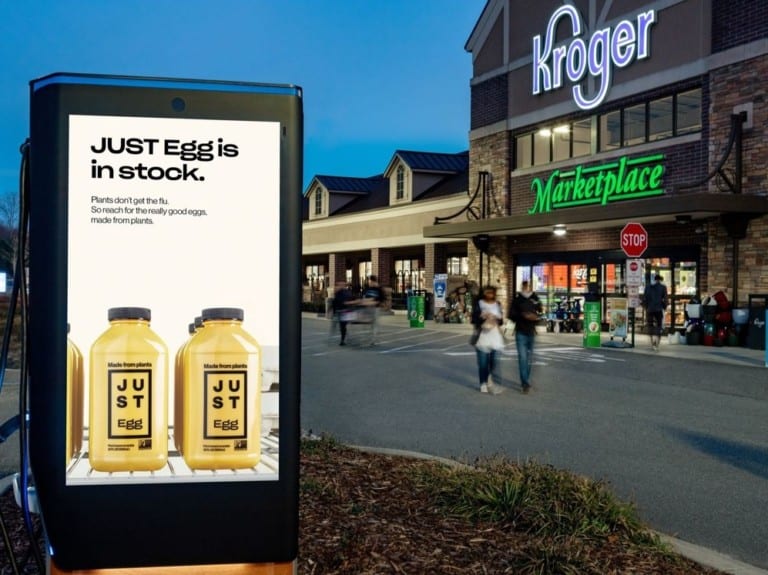 JUST Egg is
in stock.
Plants don't get the flu.
So reach for the really good eggs,
made from plants.
Made from plants
JU
ST
Egg
Made from plants
JU
ST
Egg
Kroger
Marketplace
STOP